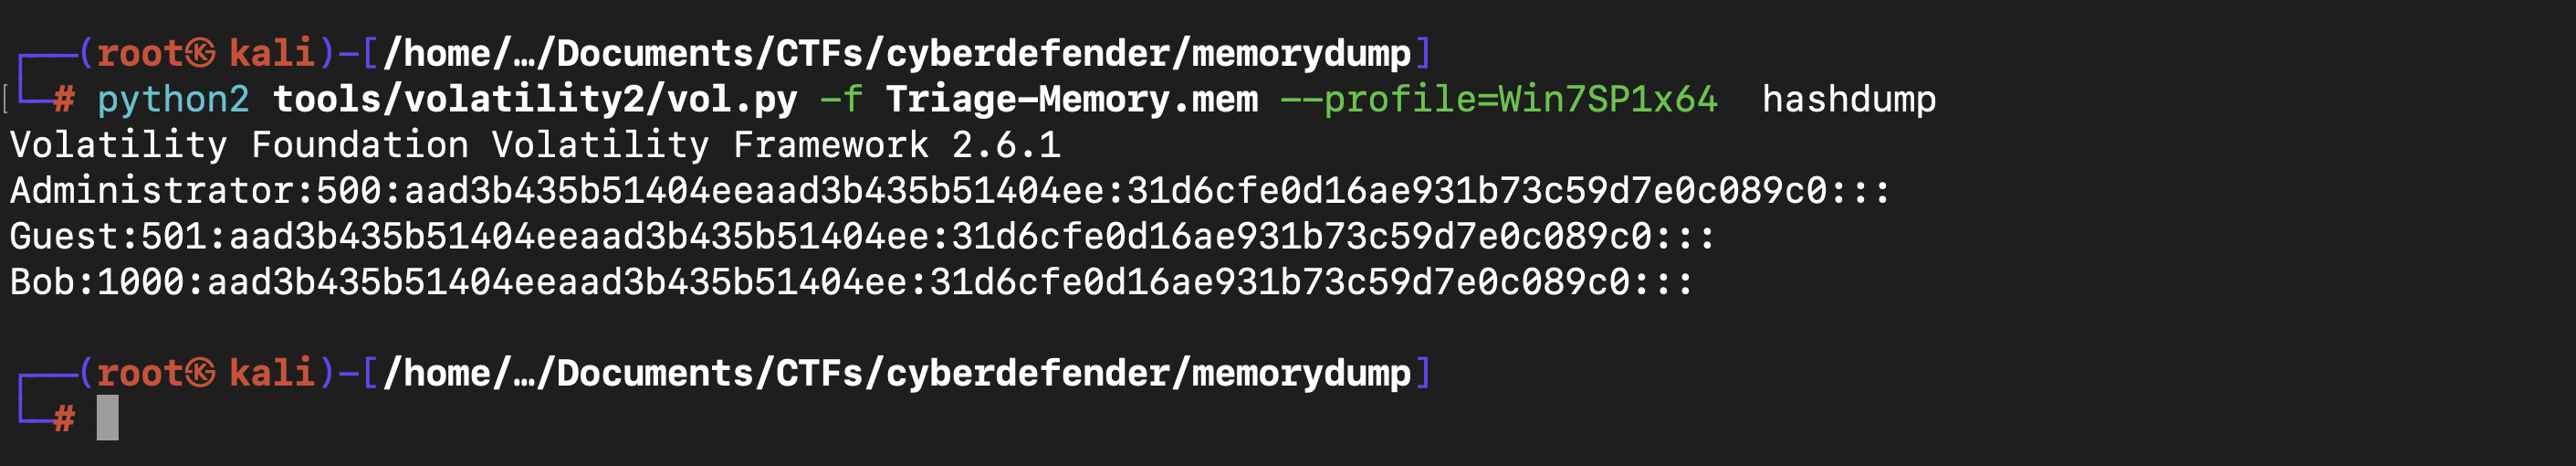 ┌──(root㉿kali)-[/home/…/Documents/CTFs/cyberdefender/memorydump]
└─# python2 tools/volatility2/vol.py -f Triage-Memory.mem --profile=Win7SP1x64  hashdump
Volatility Foundation Volatility Framework 2.6.1
Administrator:500:aad3b435b51404eeaad3b435b51404ee:31d6cfe0d16ae931b73c59d7e0c089c0:::
Guest:501:aad3b435b51404eeaad3b435b51404ee:31d6cfe0d16ae931b73c59d7e0c089c0:::
Bob:1000:aad3b435b51404eeaad3b435b51404ee:31d6cfe0d16ae931b73c59d7e0c089c0:::
┌──(root㉿kali)-[/home/…/Documents/CTFs/cyberdefender/memorydump]
└─#